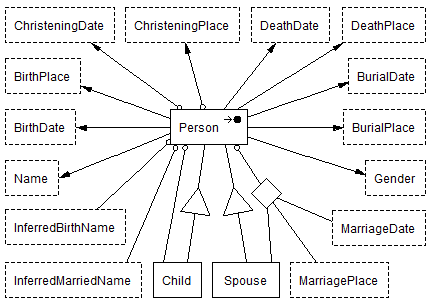 ChristeningDate
ChristeningPlace
DeathDate
DeathPlace
BirthPlace
BurialDate
BirthDate
Person
BurialPlace
Name
Gender
InferredBirthName
MarriageDate
InferredMarriedName
Child
Spouse
MarriagePlace